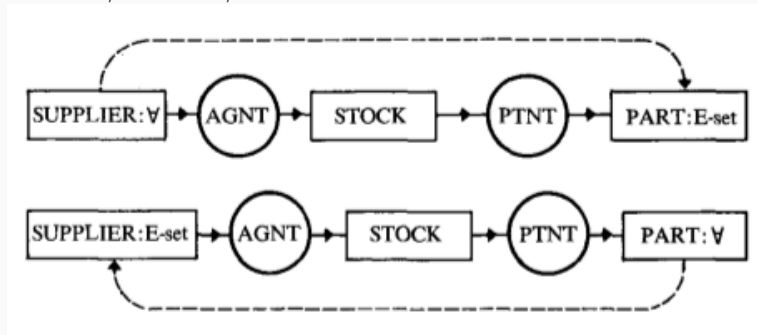 SUPPLIER:∀ AGNT STOCK PTNT PART:E-set
SUPPLIER:E-set AGNT STOCK PTNT PART:∀